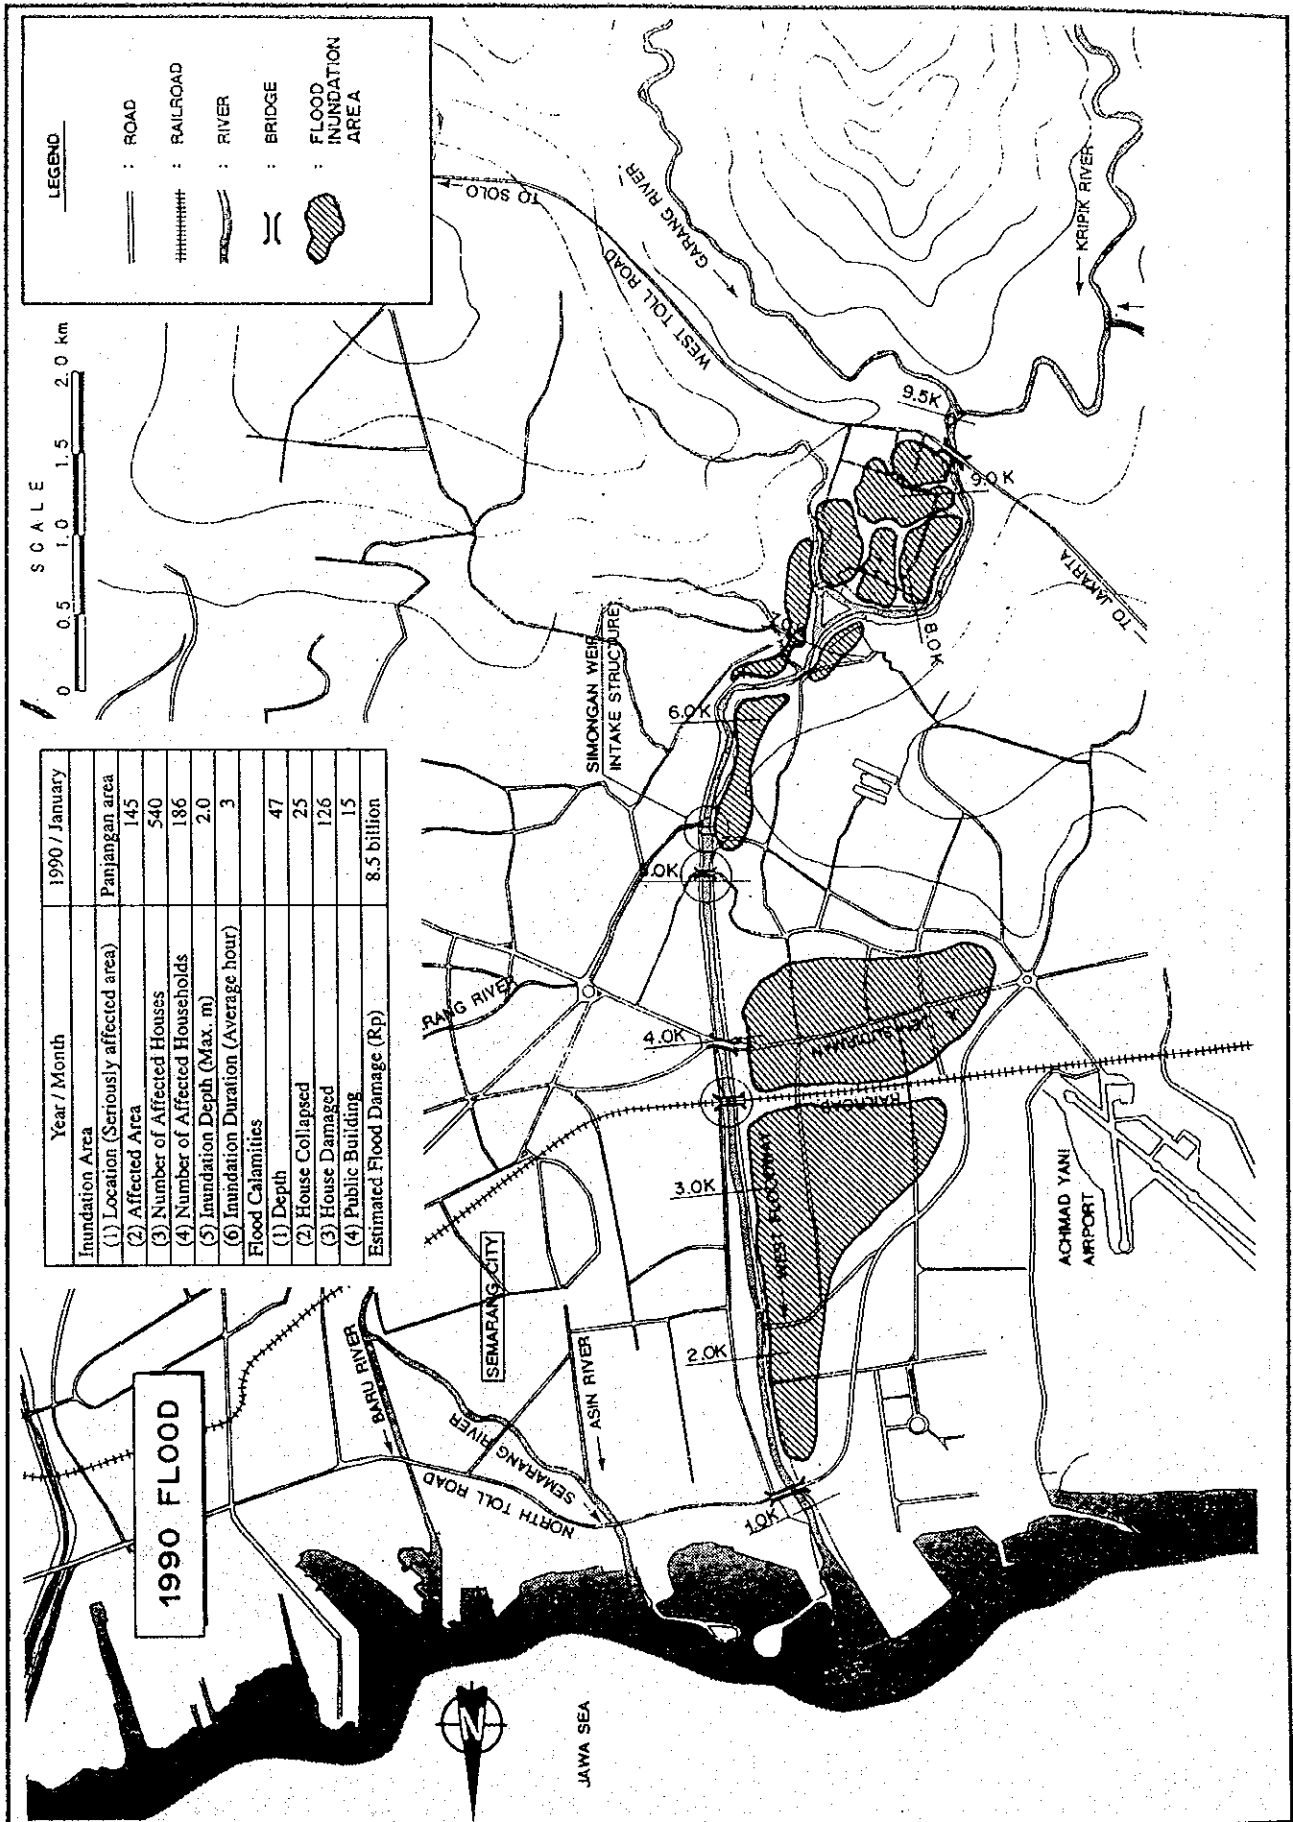 1990 FLOOD
Year / Month 1990 / January
Inundation Area
(1) Location (Seriously affected area) Panjangan area
(2) Affected Area 145
(3) Number of Affected Houses 540
(4) Number of Affected Households 186
(5) Inundation Depth (Max. m) 2.0
(6) Inundation Duration (Average hour) 3
Flood Calamities
(1) Depth 47
(2) House Collapsed 25
(3) House Damaged 126
(4) Public Building 15
Estimated Flood Damage (Rp) 8.5 billion
SCALE
0 0.5 1.0 1.5 2.0 km
LEGEND
: ROAD
: RAILROAD
: RIVER
: BRIDGE
: FLOOD
INUNDATION
AREA
TO SOLO
WEST TOLL ROAD
GARANG RIVER
KRIPIK RIVER
TO JAKARTA
9.5K
9.0K
8.0K
6.0K
SIMONGAN WEIR
INTAKE STRUCTURE
4.0K
3.0K
2.0K
1.0K
RAILROAD
WEST FLOODWAY
BARU RIVER
SEMARANG CITY
ASIN RIVER
SEMARANG RIVER
NORTH TOLL ROAD
ACHMAD YANI
AIRPORT
N
JAWA SEA